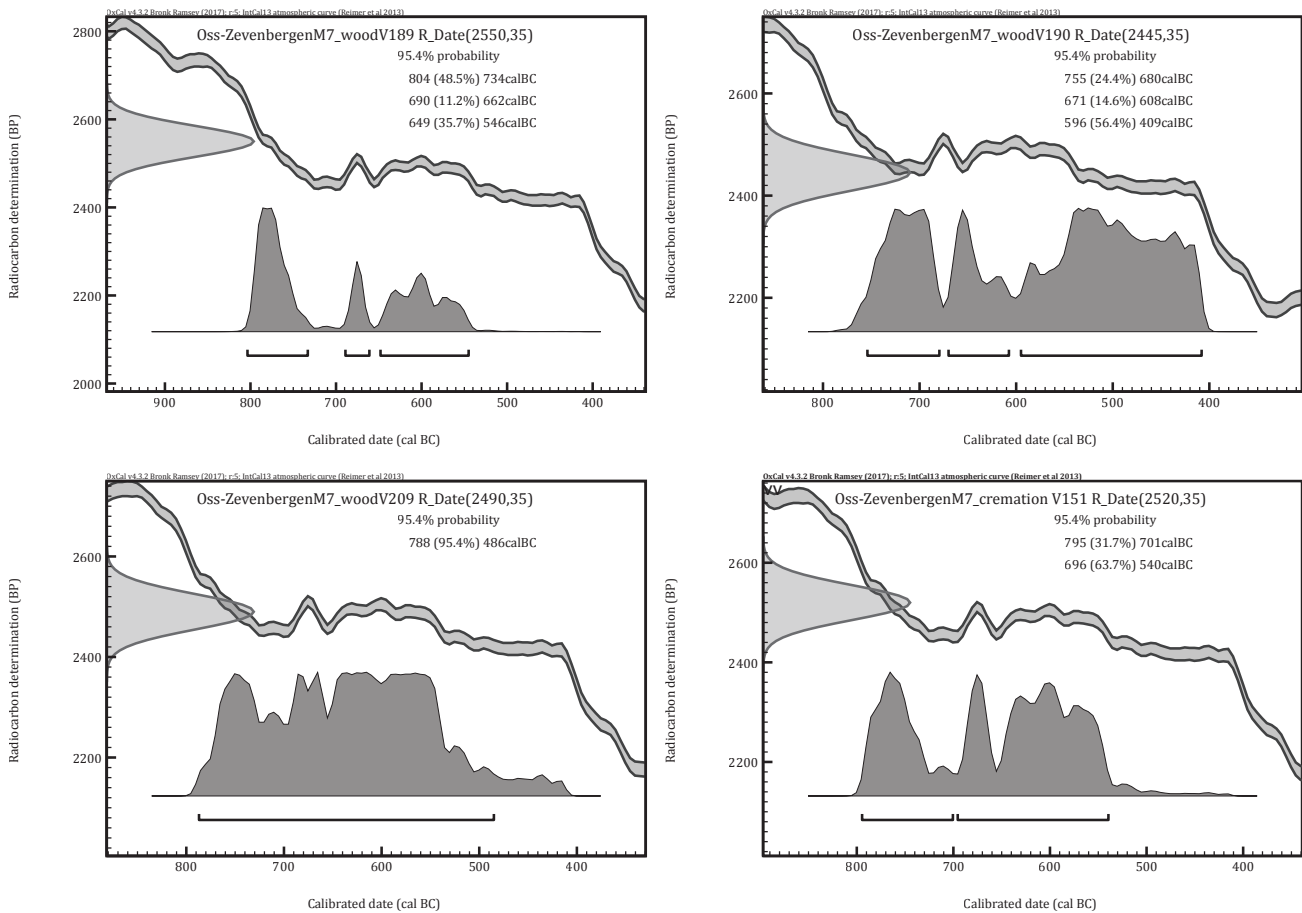 OxCal v4.3.2 Bronk Ramsey (2017); r:5; IntCal13 atmospheric curve (Reimer et al 2013)
Oss-ZevenbergenM7_woodV189 R_Date(2550,35)
95.4% probability
804 (48.5%) 734calBC
690 (11.2%) 662calBC
649 (35.7%) 546calBC
Radiocarbon determination (BP)
2800
2600
2400
2200
2000
900 800 700 600 500 400
Calibrated date (cal BC)
OxCal v4.3.2 Bronk Ramsey (2017); r:5; IntCal13 atmospheric curve (Reimer et al 2013)
Oss-ZevenbergenM7_woodV190 R_Date(2445,35)
95.4% probability
755 (24.4%) 680calBC
671 (14.6%) 608calBC
596 (56.4%) 409calBC
Radiocarbon determination (BP)
2600
2400
2200
800 700 600 500 400
Calibrated date (cal BC)
OxCal v4.3.2 Bronk Ramsey (2017); r:5; IntCal13 atmospheric curve (Reimer et al 2013)
Oss-ZevenbergenM7_woodV209 R_Date(2490,35)
95.4% probability
788 (95.4%) 486calBC
Radiocarbon determination (BP)
2600
2400
2200
800 700 600 500 400
Calibrated date (cal BC)
OxCal v4.3.2 Bronk Ramsey (2017); r:5; IntCal13 atmospheric curve (Reimer et al 2013)
Oss-ZevenbergenM7_cremation V151 R_Date(2520,35)
95.4% probability
795 (31.7%) 701calBC
696 (63.7%) 540calBC
Radiocarbon determination (BP)
2600
2400
2200
800 700 600 500 400
Calibrated date (cal BC)